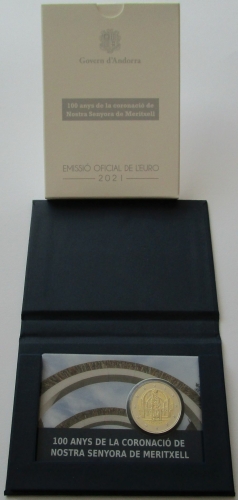 Govern d'Andorra
100 anys de la coronació de
Nostra Senyora de Meritxell
EMISSIÓ OFICIAL DE L'EURO
2021
100 ANYS DE LA CORONACIÓ DE
NOSTRA SENYORA DE MERITXELL